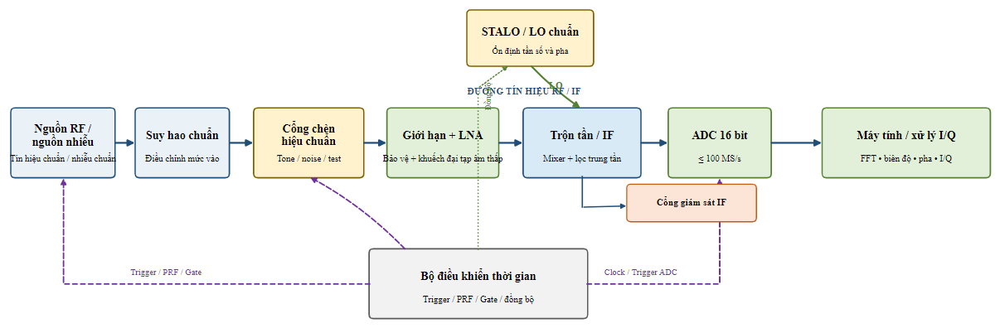 STALO / LO chuẩn
Ổn định tần số và pha
LO
ĐƯỜNG TÍN HIỆU RF / IF
Đồng bộ
Nguồn RF /
nguồn nhiễu
Tín hiệu chuẩn / nhiễu chuẩn
Suy hao chuẩn
Điều chỉnh mức vào
Cổng chèn
hiệu chuẩn
Tone / noise / test
Giới hạn + LNA
Bảo vệ + khuếch đại tạp âm thấp
Trộn tần / IF
Mixer + lọc trung tần
ADC 16 bit
≤ 100 MS/s
Máy tính / xử lý I/Q
FFT • biên độ • pha • I/Q
Cổng giám sát IF
Trigger / PRF / Gate
Bộ điều khiển thời gian
Trigger / PRF / Gate / đồng bộ
Clock / Trigger ADC